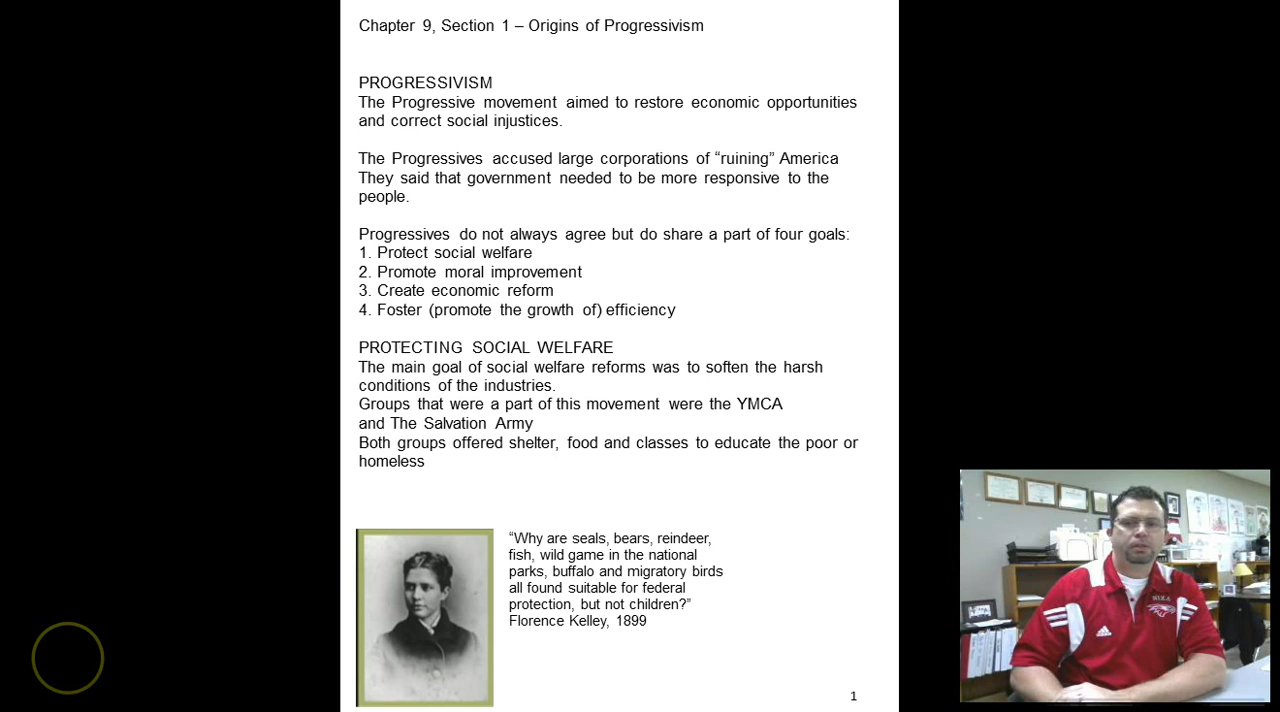 Chapter 9, Section 1 – Origins of Progressivism
PROGRESSIVISM
The Progressive movement aimed to restore economic opportunities
and correct social injustices.
The Progressives accused large corporations of “ruining” America
They said that government needed to be more responsive to the
people.
Progressives do not always agree but do share a part of four goals:
1. Protect social welfare
2. Promote moral improvement
3. Create economic reform
4. Foster (promote the growth of) efficiency
PROTECTING SOCIAL WELFARE
The main goal of social welfare reforms was to soften the harsh
conditions of the industries.
Groups that were a part of this movement were the YMCA
and The Salvation Army
Both groups offered shelter, food and classes to educate the poor or
homeless
“Why are seals, bears, reindeer,
fish, wild game in the national
parks, buffalo and migratory birds
all found suitable for federal
protection, but not children?”
Florence Kelley, 1899
1
NIXA